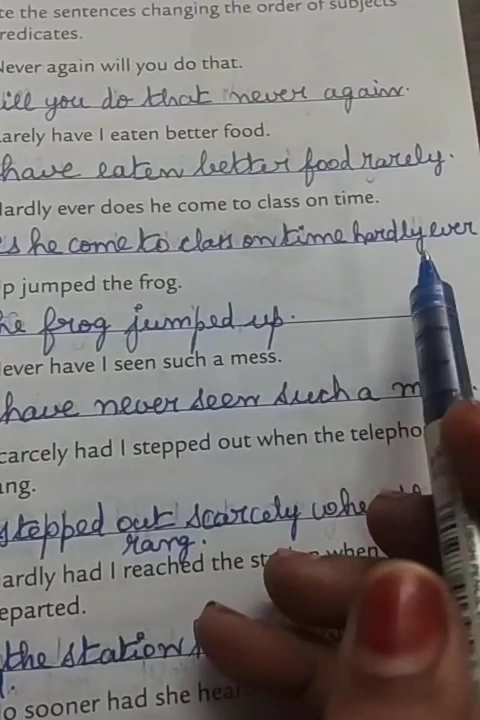 te the sentences changing the order of subjects
redicates.
Never again will you do that.
ill you do that never again.
arely have I eaten better food.
have eaten better food rarely.
Hardly ever does he come to class on time.
s he come to class on time hardly ever
p jumped the frog.
he frog jumped up.
Never have I seen such a mess.
have never seen such a m
carcely had I stepped out when the telepho
ang.
stepped out scarcely whe
rang.
ardly had I reached the st when
eparted.
the station
o sooner had she hear